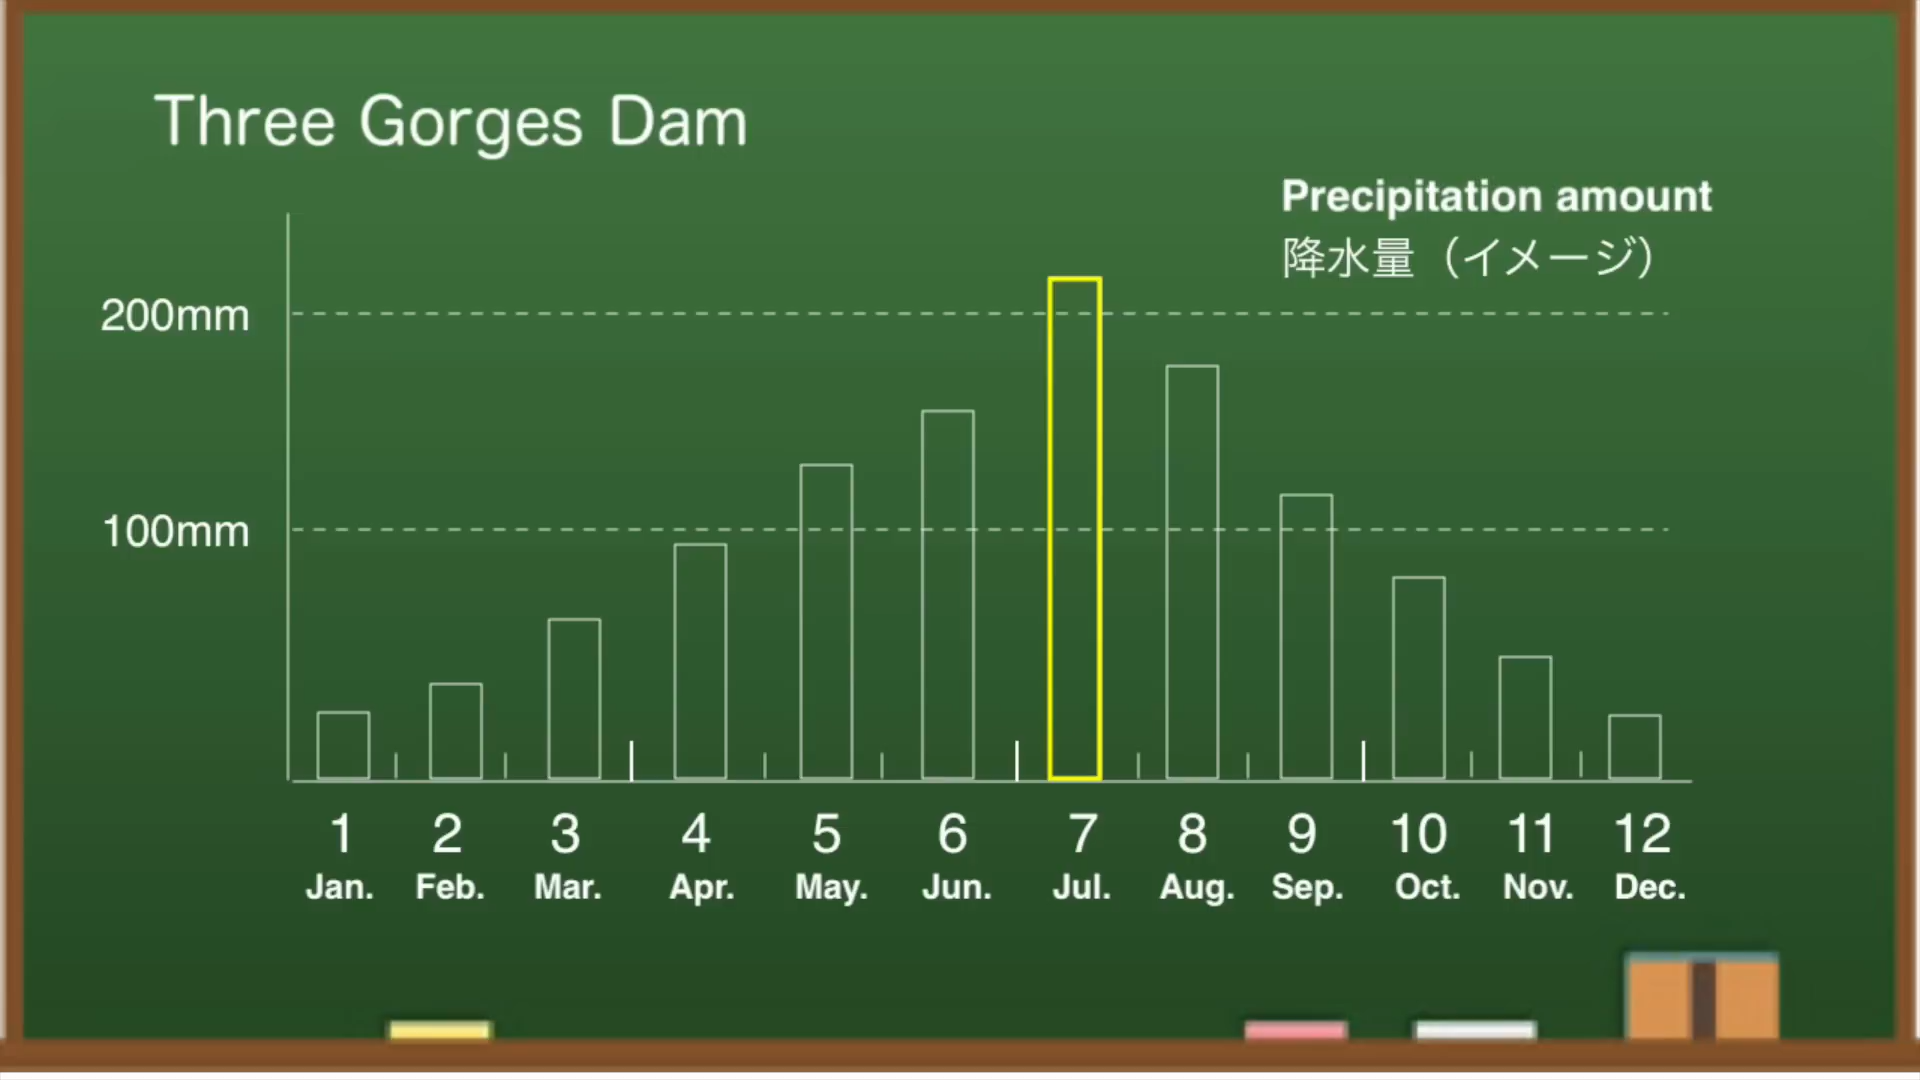 Three Gorges Dam
Precipitation amount
降水量（イメージ）
200mm
100mm
1 2 3 4 5 6 7 8 9 10 11 12
Jan. Feb. Mar. Apr. May. Jun. Jul. Aug. Sep. Oct. Nov. Dec.